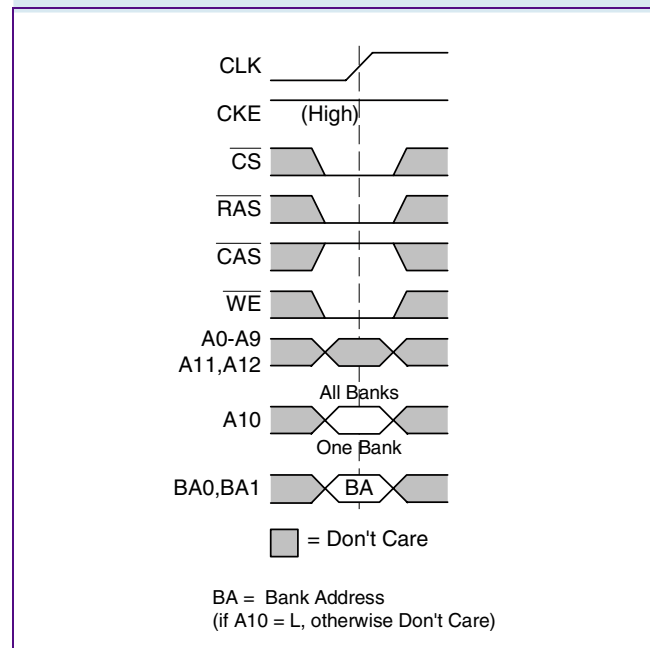 CLK
CKE (High)
CS
RAS
CAS
WE
A0-A9
A11,A12
All Banks
A10
One Bank
BA0,BA1 BA
= Don't Care
BA = Bank Address
(if A10 = L, otherwise Don't Care)